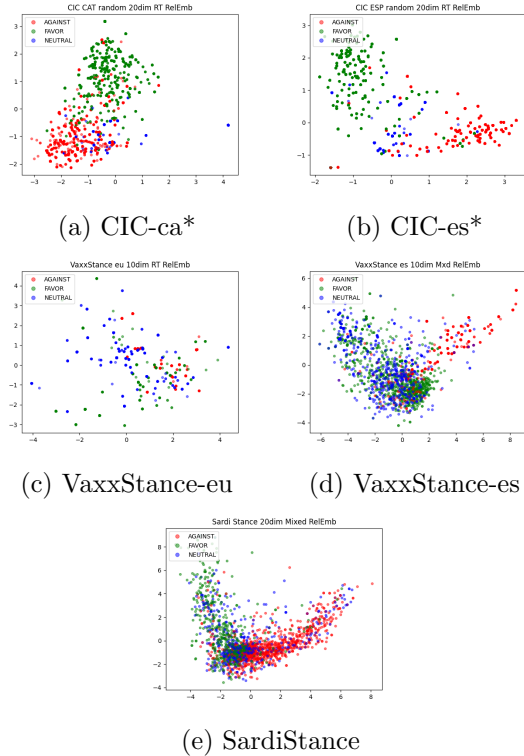 CIC CAT random 20dim RT RelEmb
AGAINST
FAVOR
NEUTRAL
3
2
1
0
−1
−2
−3 −2 −1 0 1 2 3 4
(a) CIC-ca*
CIC ESP random 20dim RT RelEmb
AGAINST
FAVOR
NEUTRAL
3
2
1
0
−1
−2 −1 0 1 2 3
(b) CIC-es*
VaxxStance eu 10dim RT RelEmb
AGAINST
FAVOR
NEUTRAL
4
3
2
1
0
−1
−2
−3
−4 −2 0 2 4
(c) VaxxStance-eu
VaxxStance es 10dim Mxd RelEmb
AGAINST
FAVOR
NEUTRAL
6
4
2
0
−2
−4
−6 −4 −2 0 2 4 6 8
(d) VaxxStance-es
Sardi Stance 20dim Mixed RelEmb
AGAINST
FAVOR
NEUTRAL
8
6
4
2
0
−2
−4
−4 −2 0 2 4 6 8
(e) SardiStance